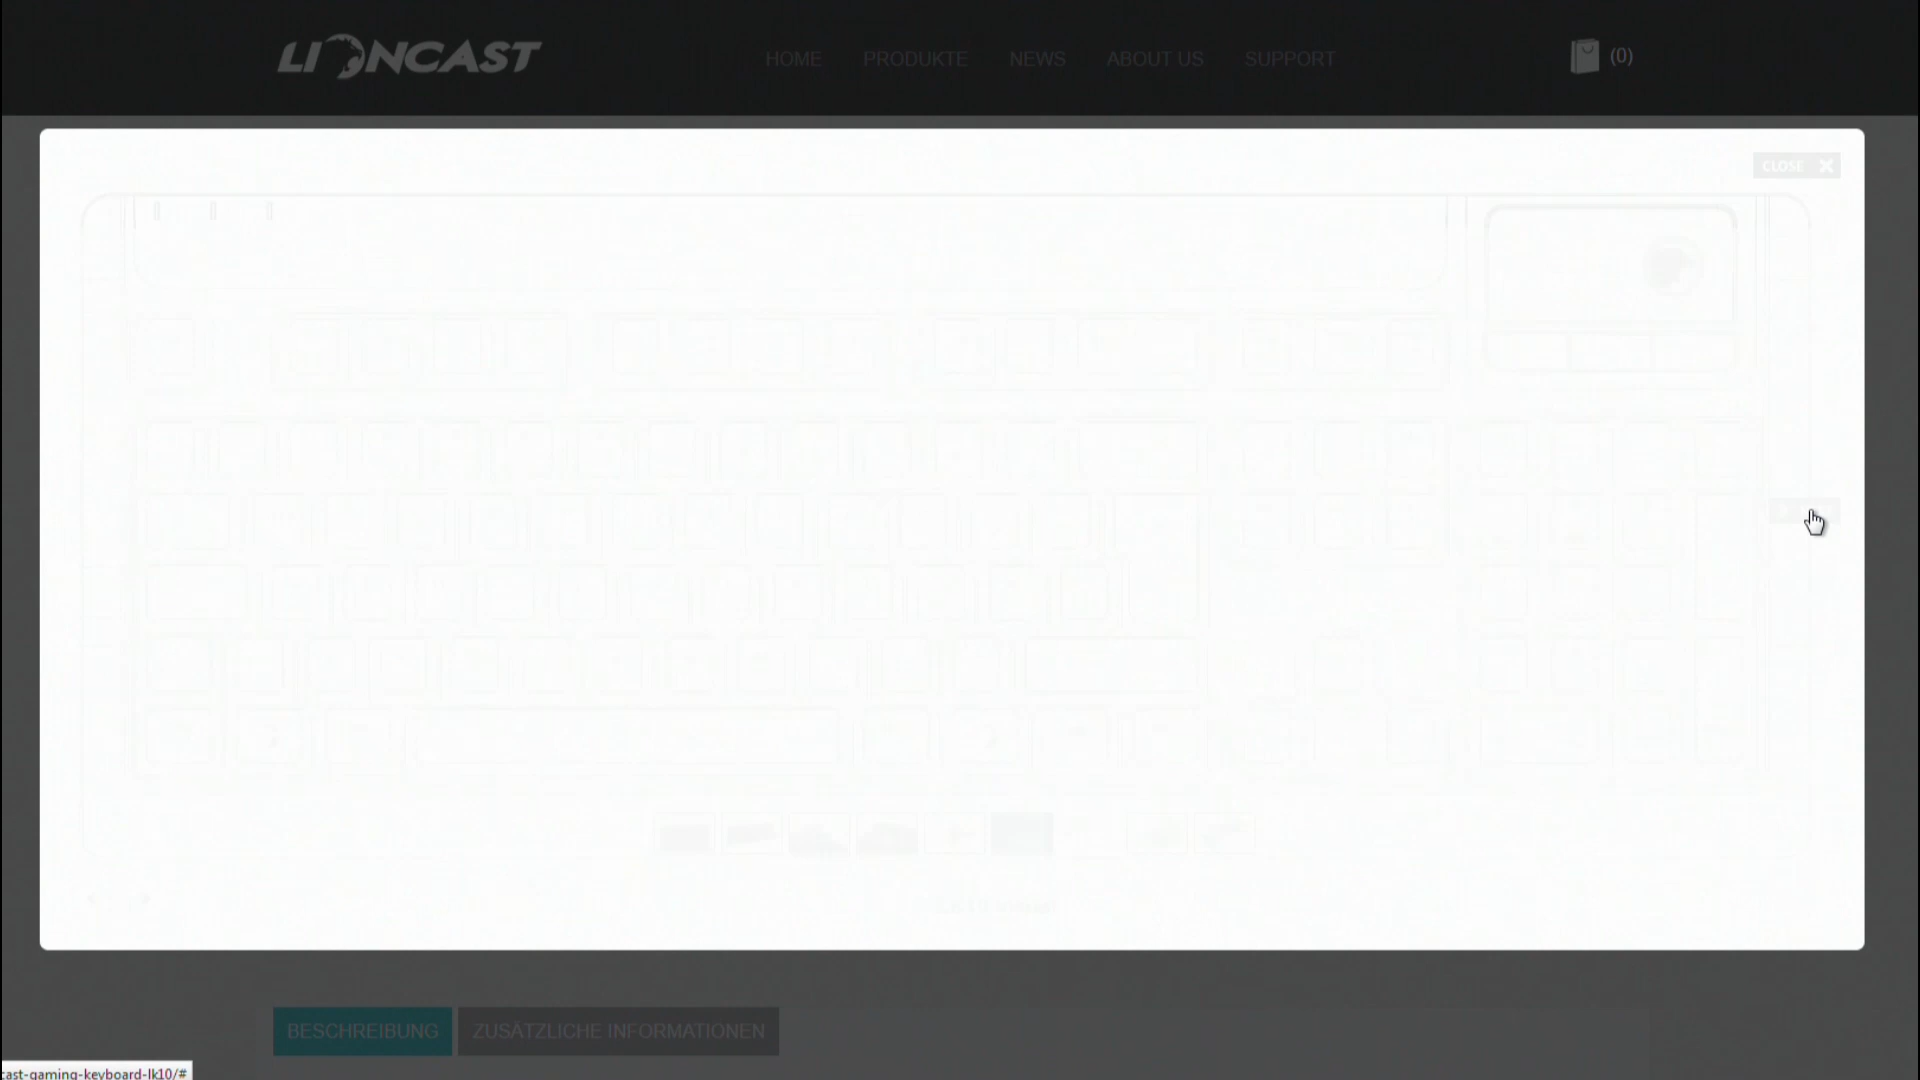 LIONCAST
HOME PRODUKTE NEWS ABOUT US SUPPORT (0)
CLOSE
BESCHREIBUNG ZUSÄTZLICHE INFORMATIONEN
cast-gaming-keyboard-lk10/#